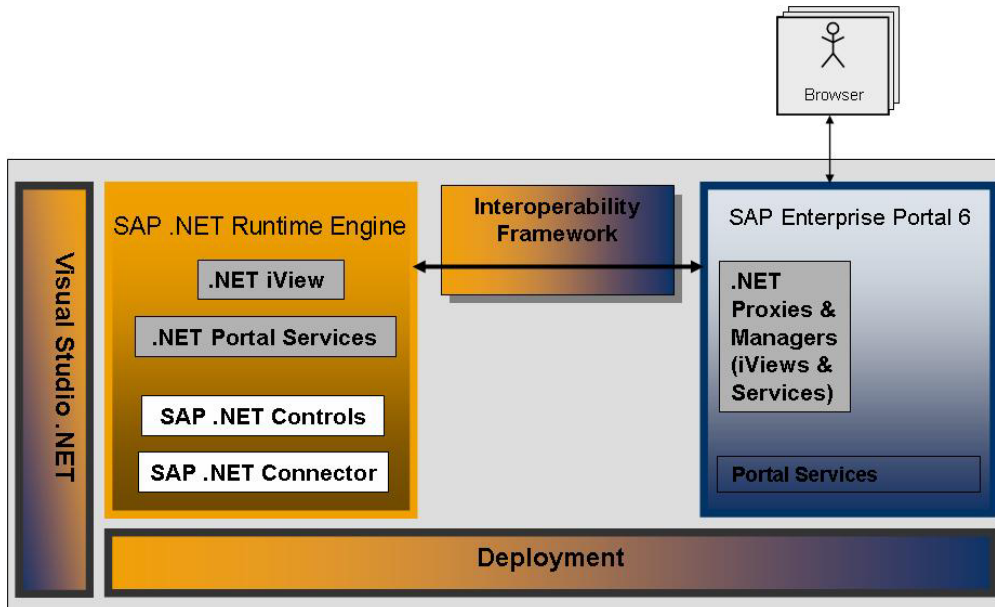 Browser
Visual Studio .NET
SAP .NET Runtime Engine
.NET iView
.NET Portal Services
SAP .NET Controls
SAP .NET Connector
Interoperability
Framework
SAP Enterprise Portal 6
.NET
Proxies &
Managers
(iViews &
Services)
Portal Services
Deployment